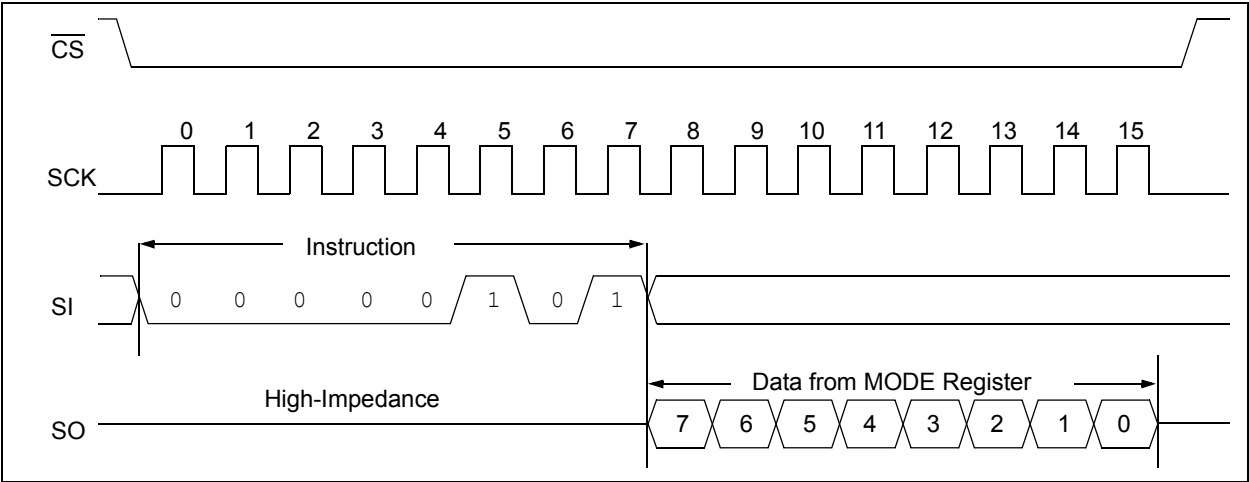 C̅S̅
0 1 2 3 4 5 6 7 8 9 10 11 12 13 14 15
SCK
Instruction
SI 0 0 0 0 0 1 0 1
Data from MODE Register
High-Impedance
SO 7 6 5 4 3 2 1 0